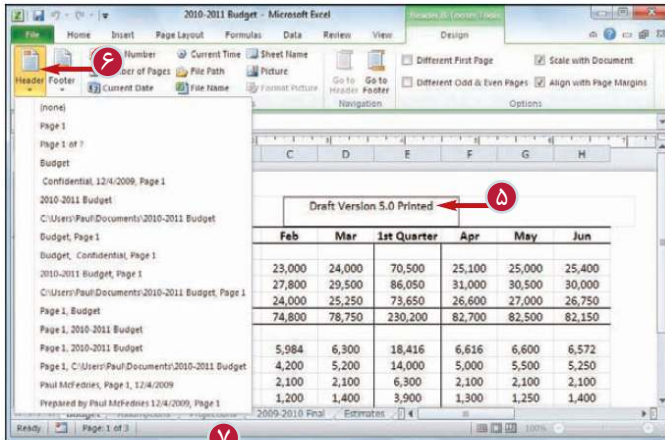 2010-2011 Budget - Microsoft Excel
Header & Footer Tools
File Home Insert Page Layout Formulas Data Review View Design
Number Current Time Sheet Name
Number of Pages File Path Picture
Current Date File Name Format Picture
Header Footer
Go to Header Go to Footer
Navigation
Different First Page Scale with Document
Different Odd & Even Pages Align with Page Margins
Options
۶
(none)
Page 1
Page 1 of ?
Budget
Confidential, 12/4/2009, Page 1
2010-2011 Budget
C:\Users\Paul\Documents\2010-2011 Budget
Budget, Page 1
Budget, Confidential, Page 1
2010-2011 Budget, Page 1
C:\Users\Paul\Documents\2010-2011 Budget, Page 1
Page 1, Budget
Page 1, 2010-2011 Budget
Page 1, 2010-2011 Budget
Page 1, C:\Users\Paul\Documents\2010-2011 Budget
Paul McFedries, Page 1, 12/4/2009
Prepared by Paul McFedries 12/4/2009, Page 1
C D E F G H
Draft Version 5.0 Printed
۵
Feb Mar 1st Quarter Apr May Jun
23,000 24,000 70,500 25,100 25,000 25,400
27,800 29,500 86,050 31,000 30,500 30,000
24,000 25,250 73,650 26,600 27,000 26,750
74,800 78,750 230,200 82,700 82,500 82,150
5,984 6,300 18,416 6,616 6,600 6,572
4,200 5,200 14,000 5,000 5,500 5,250
2,100 2,100 6,300 2,100 2,100 2,100
1,200 1,400 3,900 1,300 1,250 1,400
Budget Assumptions Projections 2009-2010 Final Estimates
Ready Page: 1 of 3 100%
۷